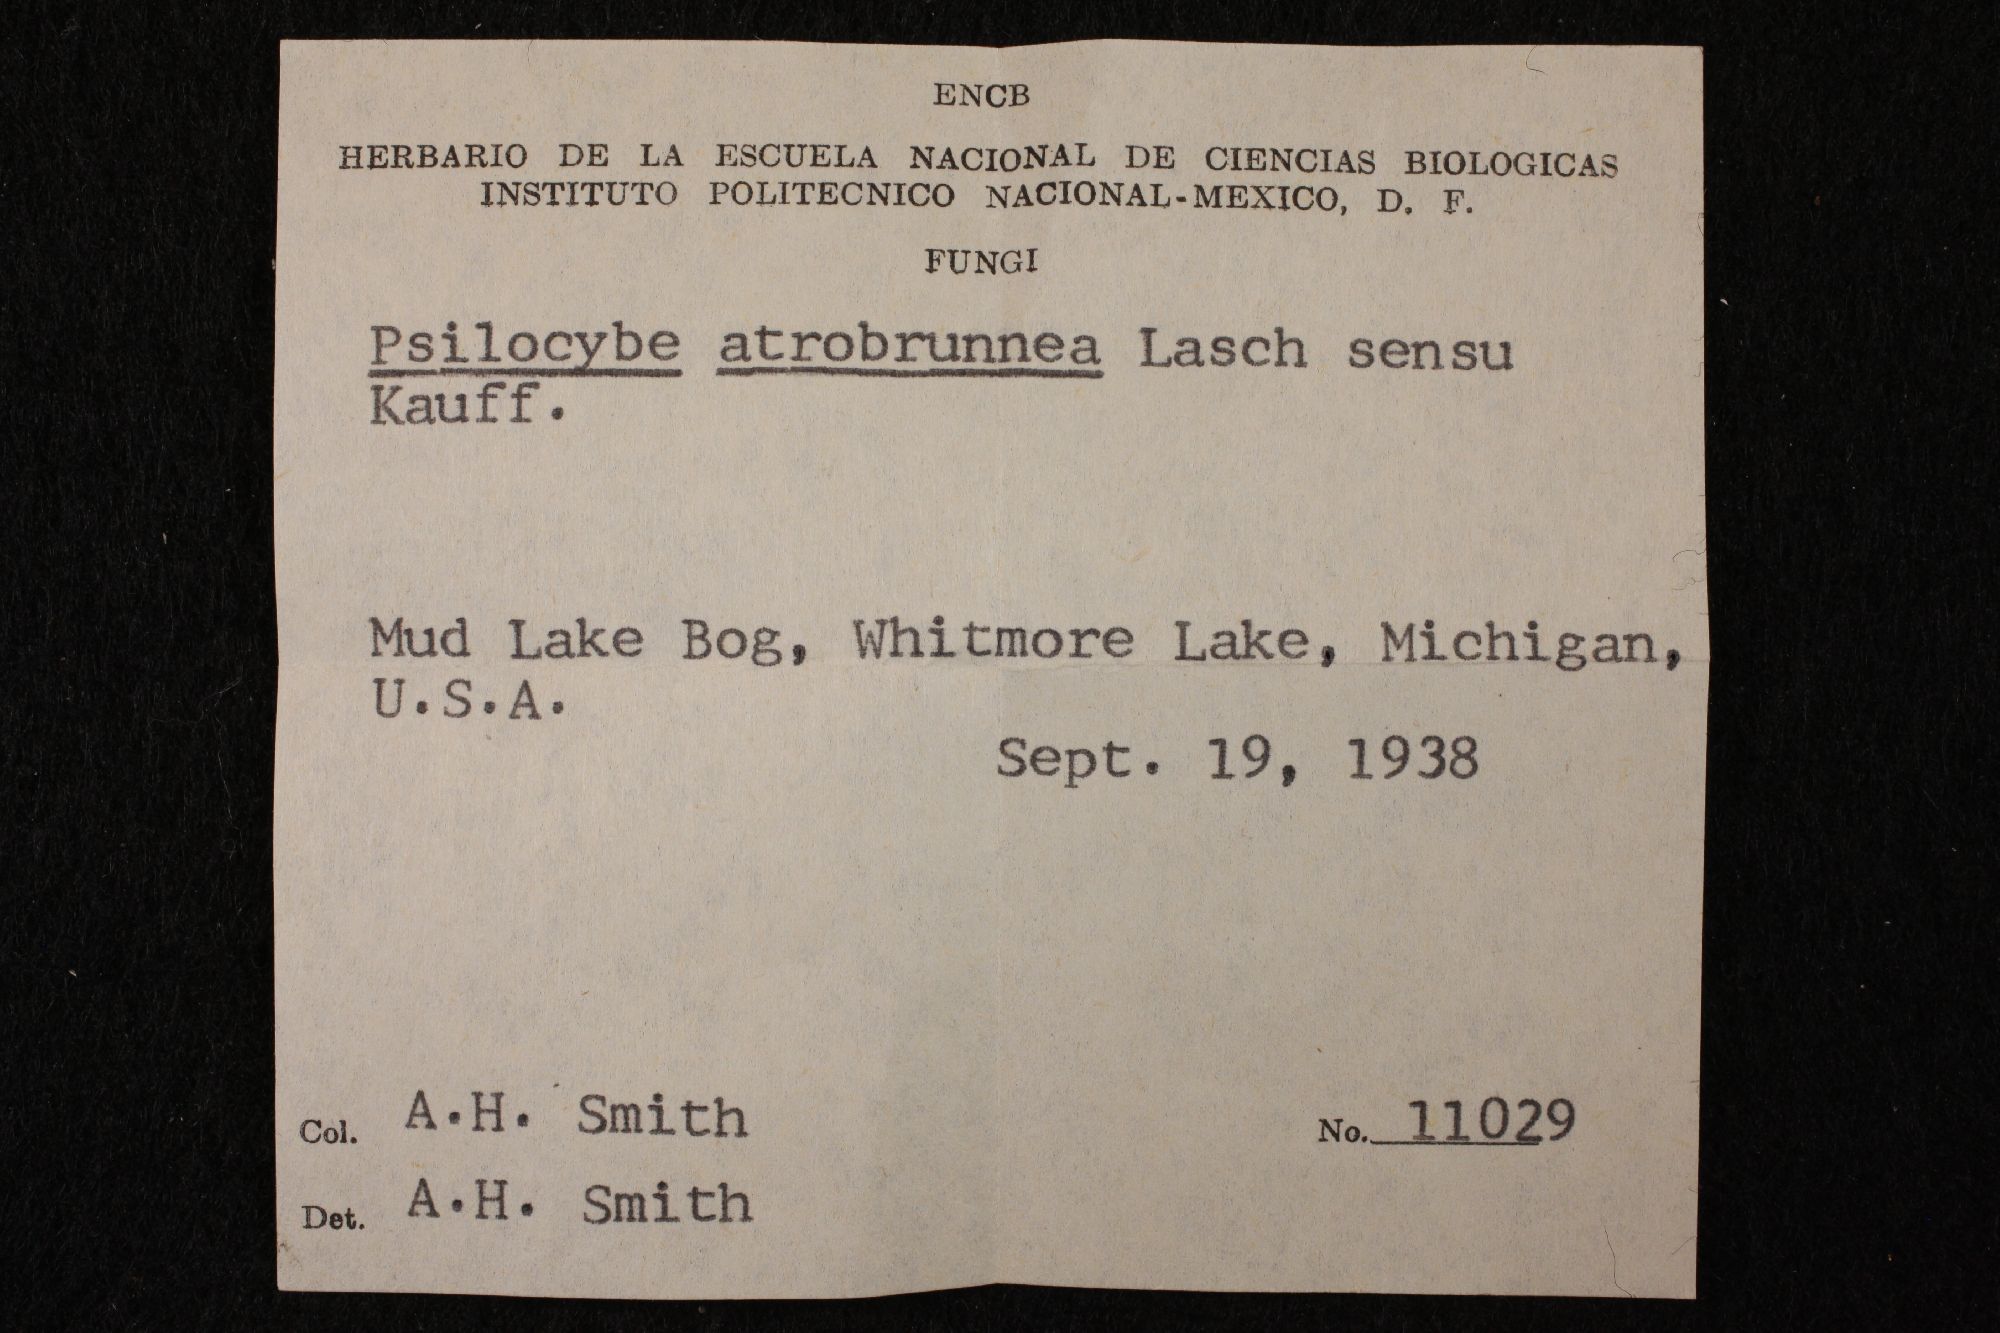 ENCB
HERBARIO DE LA ESCUELA NACIONAL DE CIENCIAS BIOLOGICAS
INSTITUTO POLITECNICO NACIONAL-MEXICO, D. F.
FUNGI
Psilocybe atrobrunnea Lasch sensu
Kauff.
Mud Lake Bog, Whitmore Lake, Michigan,
U.S.A.
Sept. 19, 1938
Col. A.H. Smith No. 11029
Det. A.H. Smith